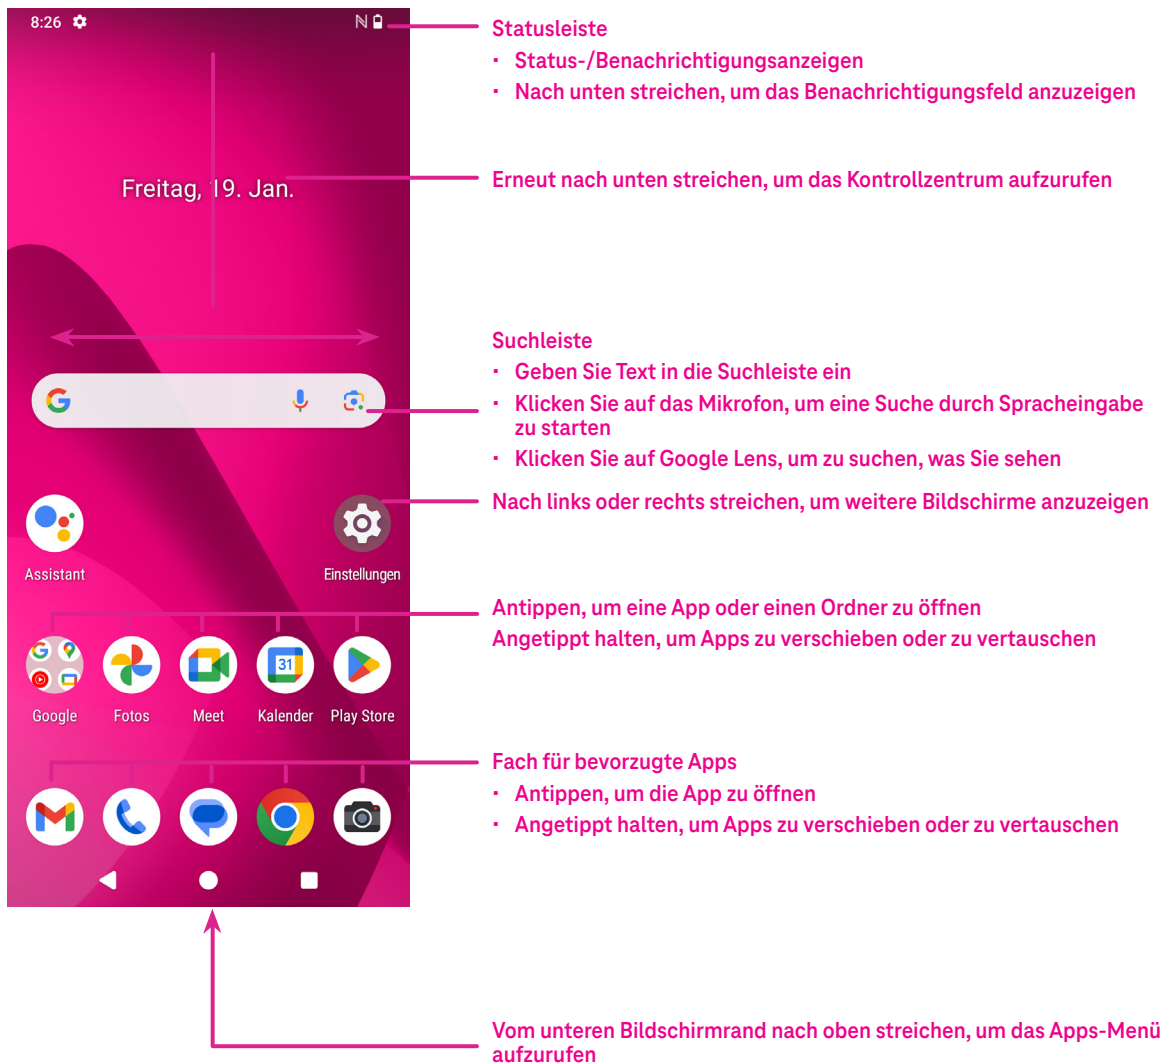 8:26
Statusleiste
· Status-/Benachrichtigungsanzeigen
· Nach unten streichen, um das Benachrichtigungsfeld anzuzeigen
Freitag, 19. Jan.
Erneut nach unten streichen, um das Kontrollzentrum aufzurufen
Suchleiste
· Geben Sie Text in die Suchleiste ein
· Klicken Sie auf das Mikrofon, um eine Suche durch Spracheingabe
zu starten
· Klicken Sie auf Google Lens, um zu suchen, was Sie sehen
Nach links oder rechts streichen, um weitere Bildschirme anzuzeigen
Assistant
Einstellungen
Antippen, um eine App oder einen Ordner zu öffnen
Angetippt halten, um Apps zu verschieben oder zu vertauschen
31
Google Fotos Meet Kalender Play Store
Fach für bevorzugte Apps
· Antippen, um die App zu öffnen
· Angetippt halten, um Apps zu verschieben oder zu vertauschen
Vom unteren Bildschirmrand nach oben streichen, um das Apps-Menü
aufzurufen